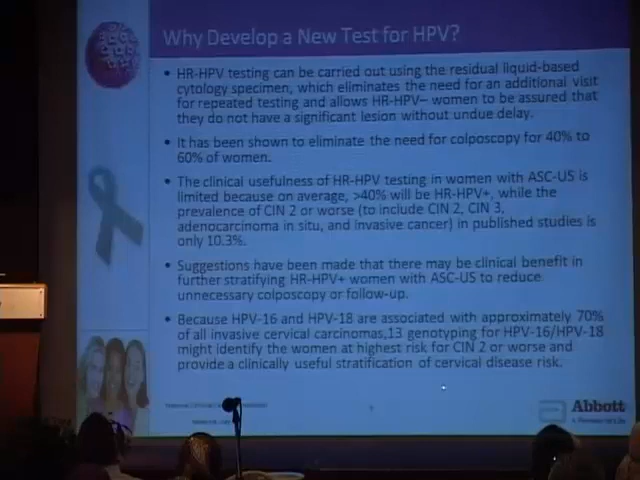 Why Develop a New Test for HPV?
• HR-HPV testing can be carried out using the residual liquid-based
cytology specimen, which eliminates the need for an additional visit
for repeated testing and allows HR-HPV− women to be assured that
they do not have a significant lesion without undue delay.
• It has been shown to eliminate the need for colposcopy for 40% to
60% of women.
• The clinical usefulness of HR-HPV testing in women with ASC-US is
limited because on average, >40% will be HR-HPV+, while the
prevalence of CIN 2 or worse (to include CIN 2, CIN 3,
adenocarcinoma in situ, and invasive cancer) in published studies is
only 10.3%.
• Suggestions have been made that there may be clinical benefit in
further stratifying HR-HPV+ women with ASC-US to reduce
unnecessary colposcopy or follow-up.
• Because HPV-16 and HPV-18 are associated with approximately 70%
of all invasive cervical carcinomas,13 genotyping for HPV-16/HPV-18
might identify the women at highest risk for CIN 2 or worse and
provide a clinically useful stratification of cervical disease risk.
Abbott
A Promise for Life